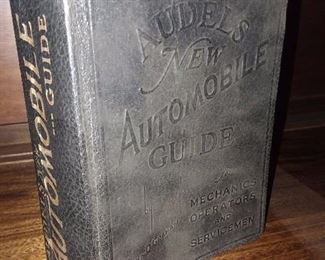 AUDELS
NEW
AUTOMOBILE
GUIDE
MECHANICS
OPERATORS
AND
SERVICEMEN
AUTOMOBILE
GUIDE